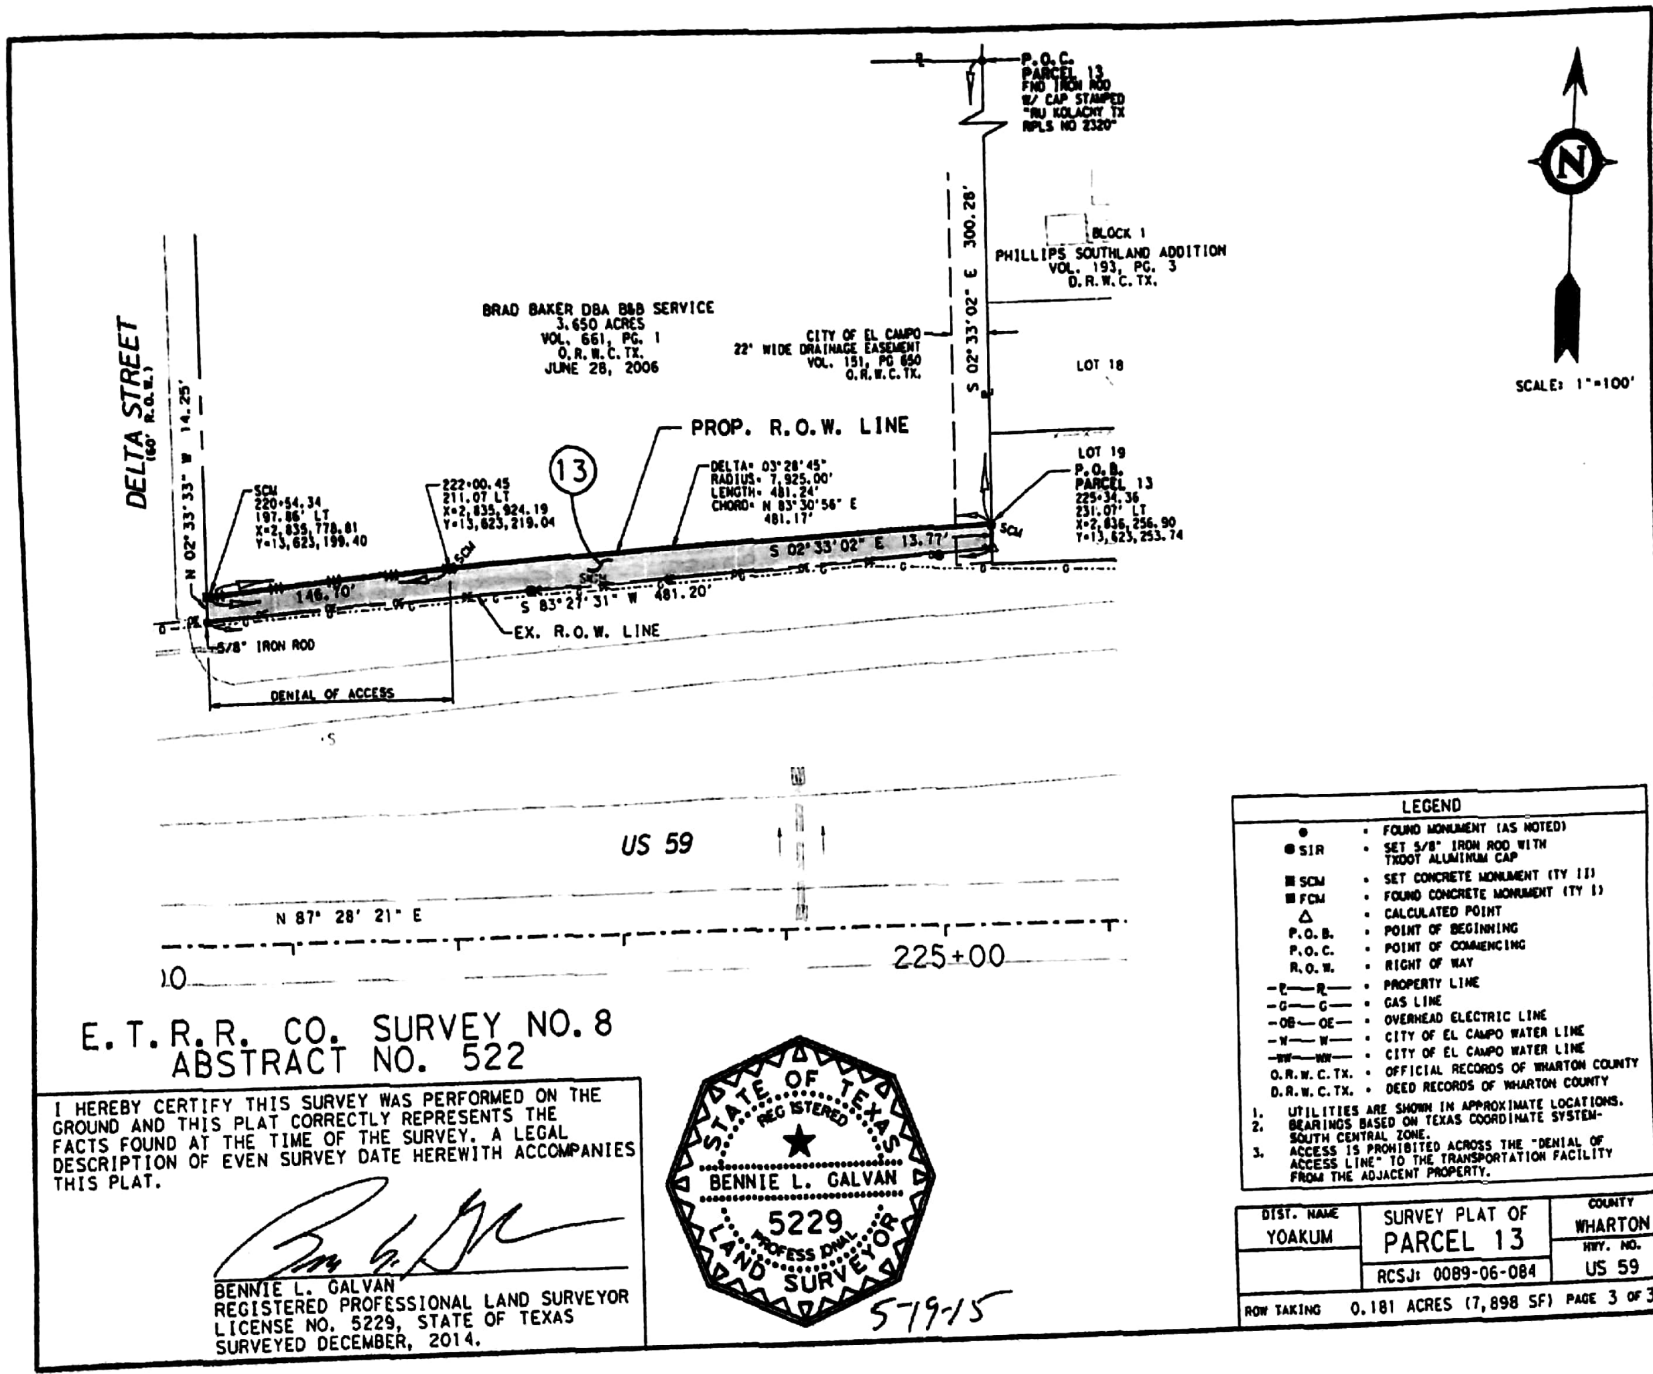 P.O.C.
PARCEL 13
FND IRON ROD
W/ CAP STAMPED
"RU KOLACNY TX
RPLS NO 2320"
N
SCALE: 1"=100'
S 02°33'02" E 300.28'
BLOCK 1
PHILLIPS SOUTHLAND ADDITION
VOL. 193, PG. 3
D.R.W.C.TX.
BRAD BAKER DBA B&B SERVICE
3.650 ACRES
VOL. 661, PG. 1
O.R.W.C.TX.
JUNE 28, 2006
CITY OF EL CAMPO
22' WIDE DRAINAGE EASEMENT
VOL. 151, PG 650
O.R.W.C.TX.
LOT 18
DELTA STREET
(60' R.O.W.)
N 02°33'33" W 14.25'
PROP. R.O.W. LINE
13
DELTA= 03°28'45"
RADIUS= 7,925.00'
LENGTH= 481.24'
CHORD= N 83°30'56" E
481.17'
LOT 19
P.O.B.
PARCEL 13
225+34.36
231.07' LT
X=2,836,256.90
Y=13,623,253.74
SCM
SCM
220+54.34
197.86' LT
X=2,835,778.81
Y=13,623,199.40
222+00.45
211.07 LT
X=2,835,924.19
Y=13,623,219.04
SCM
S 02°33'02" E 13.77'
146.70'
SIGN
S 83°27'31" W 481.20'
EX. R.O.W. LINE
5/8" IRON ROD
DENIAL OF ACCESS
US 59
N 87° 28' 21" E
225+00
E.T.R.R. CO. SURVEY NO. 8
ABSTRACT NO. 522
I HEREBY CERTIFY THIS SURVEY WAS PERFORMED ON THE
GROUND AND THIS PLAT CORRECTLY REPRESENTS THE
FACTS FOUND AT THE TIME OF THE SURVEY. A LEGAL
DESCRIPTION OF EVEN SURVEY DATE HEREWITH ACCOMPANIES
THIS PLAT.
BENNIE L. GALVAN
REGISTERED PROFESSIONAL LAND SURVEYOR
LICENSE NO. 5229, STATE OF TEXAS
SURVEYED DECEMBER, 2014.
STATE OF TEXAS
REGISTERED
BENNIE L. GALVAN
5229
PROFESSIONAL
LAND SURVEYOR
5-19-15
LEGEND
• = FOUND MONUMENT (AS NOTED)
● SIR = SET 5/8" IRON ROD WITH
TXDOT ALUMINUM CAP
■ SCM = SET CONCRETE MONUMENT (TY II)
■ FCM = FOUND CONCRETE MONUMENT (TY I)
△ = CALCULATED POINT
P.O.B. = POINT OF BEGINNING
P.O.C. = POINT OF COMMENCING
R.O.W. = RIGHT OF WAY
—P—P— = PROPERTY LINE
—G—G— = GAS LINE
—OE—OE— = OVERHEAD ELECTRIC LINE
—W—W— = CITY OF EL CAMPO WATER LINE
—WW—WW— = CITY OF EL CAMPO WATER LINE
O.R.W.C.TX. = OFFICIAL RECORDS OF WHARTON COUNTY
D.R.W.C.TX. = DEED RECORDS OF WHARTON COUNTY
1. UTILITIES ARE SHOWN IN APPROXIMATE LOCATIONS.
2. BEARINGS BASED ON TEXAS COORDINATE SYSTEM-
SOUTH CENTRAL ZONE.
3. ACCESS IS PROHIBITED ACROSS THE "DENIAL OF
ACCESS LINE" TO THE TRANSPORTATION FACILITY
FROM THE ADJACENT PROPERTY.
DIST. NAME
YOAKUM
SURVEY PLAT OF
PARCEL 13
RCSJ: 0089-06-084
COUNTY
WHARTON
HWY. NO.
US 59
ROW TAKING 0.181 ACRES (7,898 SF) PAGE 3 OF 3